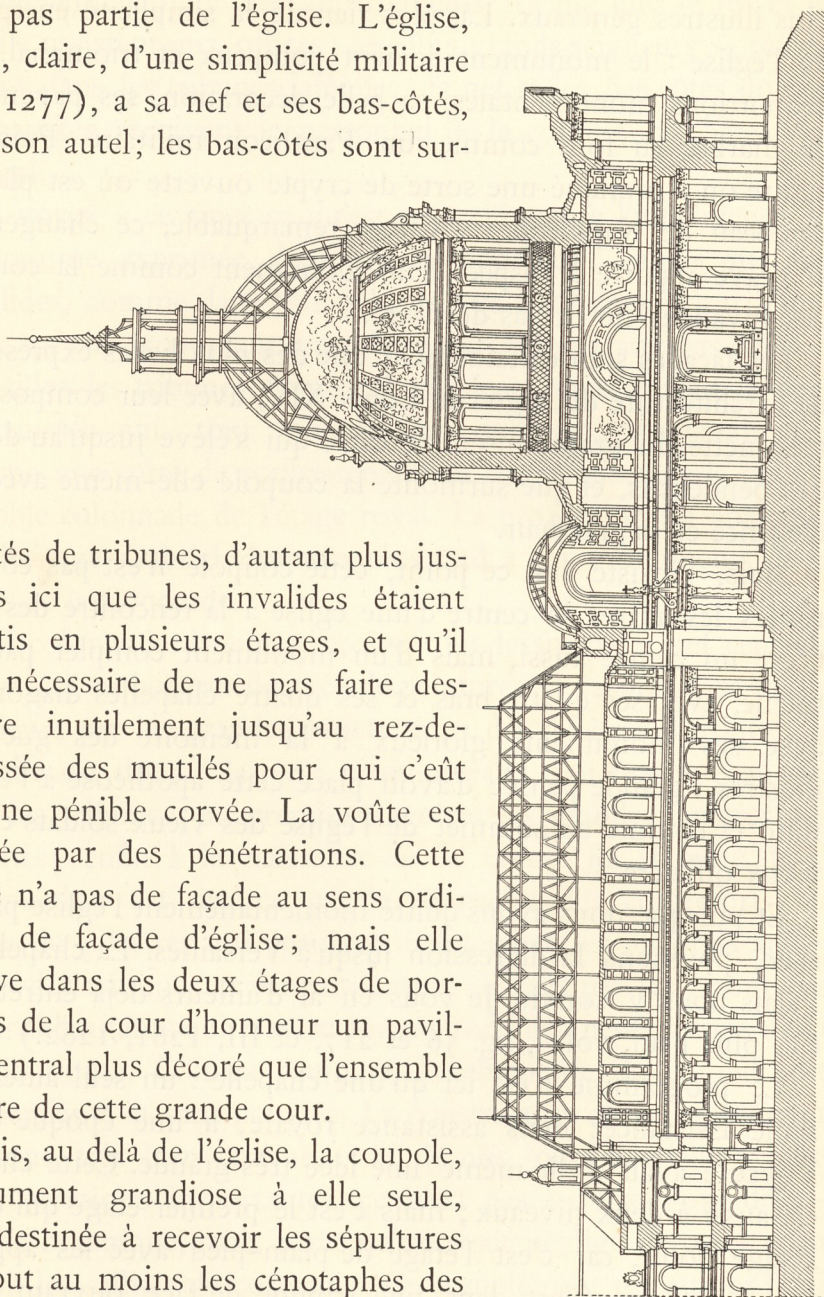 pas partie de l'église. L'église,
, claire, d'une simplicité militaire
1277), a sa nef et ses bas-côtés,
son autel; les bas-côtés sont sur-
tés de tribunes, d'autant plus jus-
s ici que les invalides étaient
tis en plusieurs étages, et qu'il
nécessaire de ne pas faire des-
re inutilement jusqu'au rez-de-
ssée des mutilés pour qui c'eût
ne pénible corvée. La voûte est
ée par des pénétrations. Cette
n'a pas de façade au sens ordi-
de façade d'église; mais elle
ve dans les deux étages de por-
s de la cour d'honneur un pavil-
entral plus décoré que l'ensemble
re de cette grande cour.
is, au delà de l'église, la coupole,
ument grandiose à elle seule,
destinée à recevoir les sépultures
out au moins les cénotaphes des